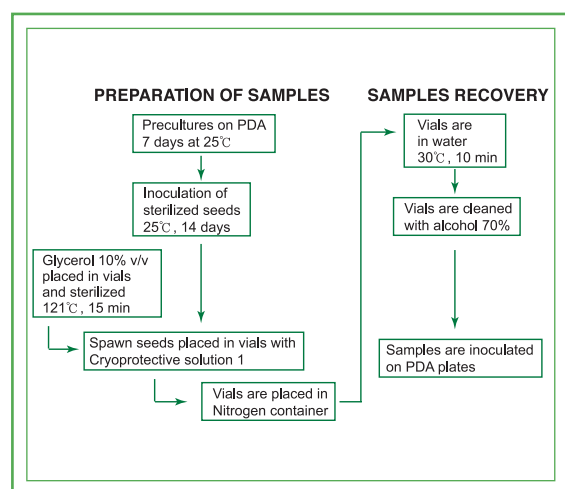 PREPARATION OF SAMPLES
Precultures on PDA
7 days at 25℃
Inoculation of
sterilized seeds
25℃, 14 days
Glycerol 10% v/v
placed in vials
and sterilized
121℃, 15 min
Spawn seeds placed in vials with
Cryoprotective solution 1
Vials are placed in
Nitrogen container
SAMPLES RECOVERY
Vials are
in water
30℃, 10 min
Vials are cleaned
with alcohol 70%
Samples are inoculated
on PDA plates